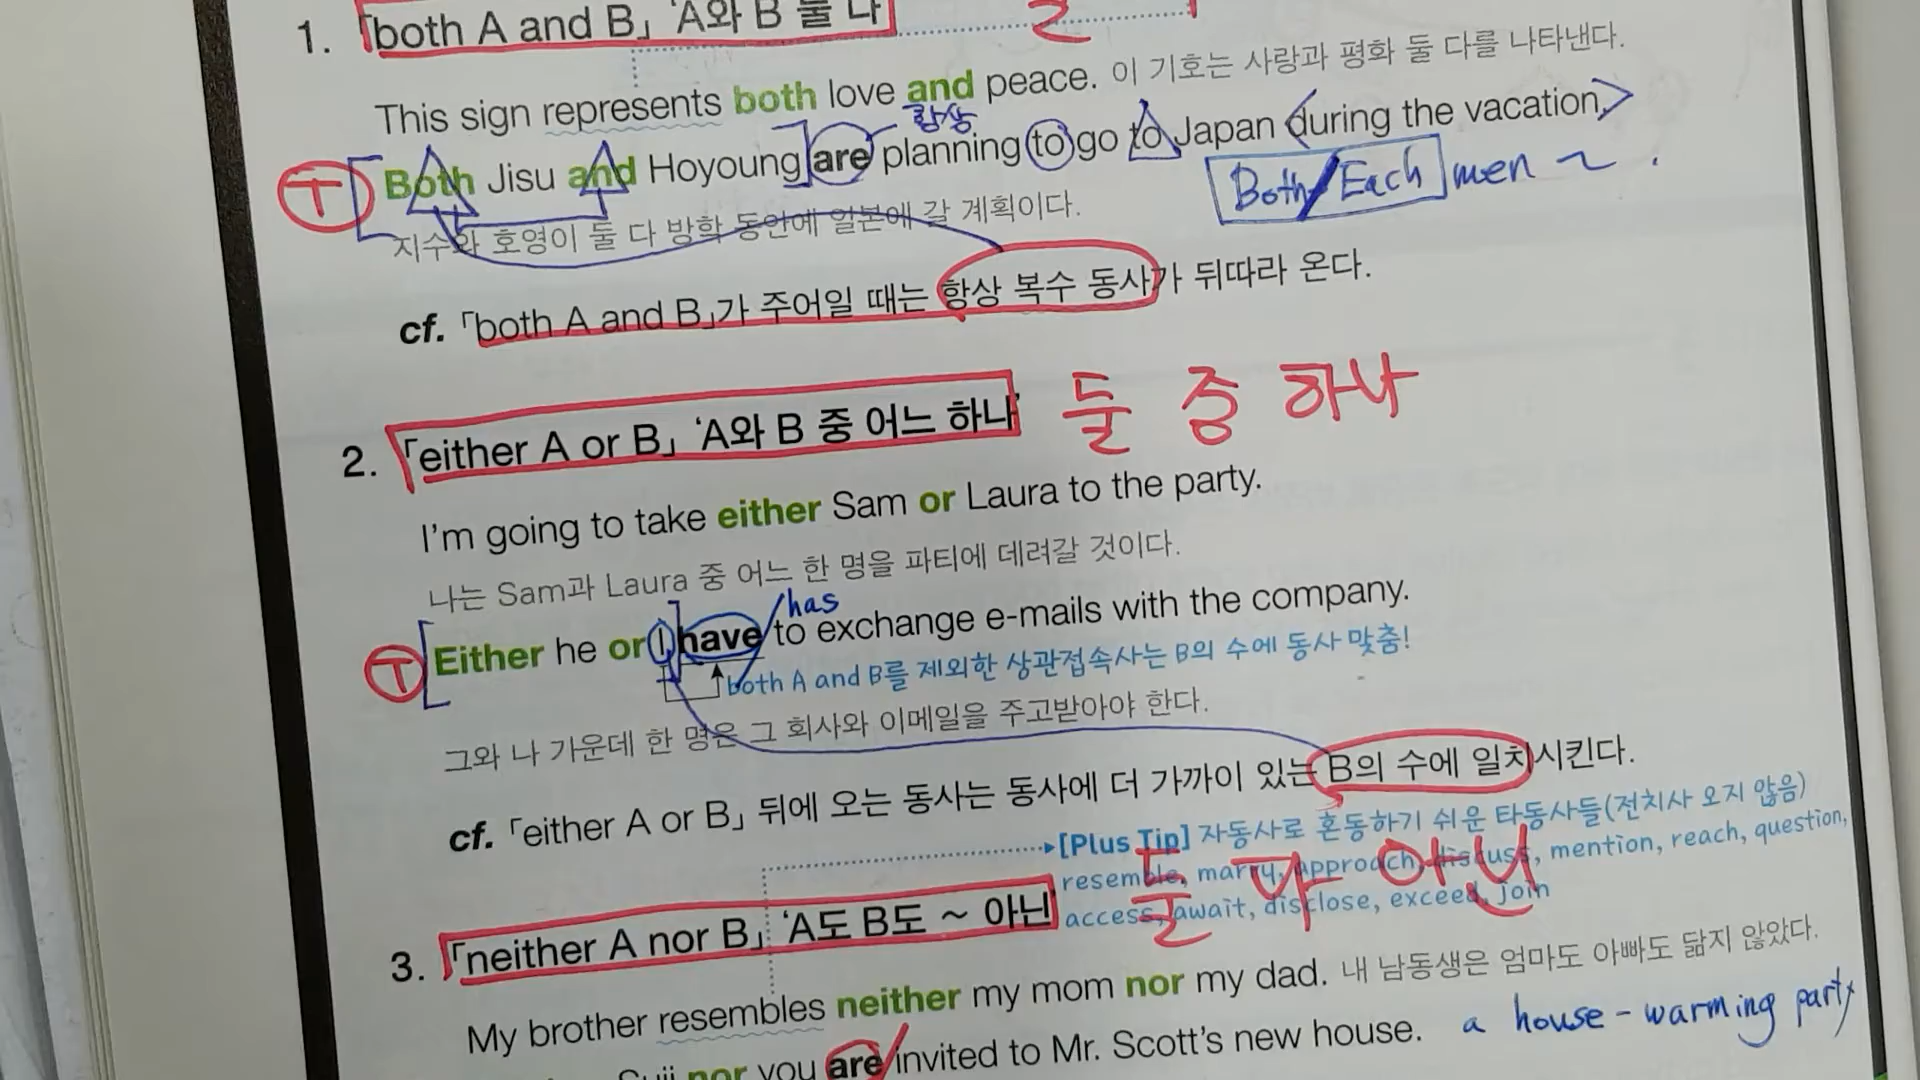 1. 「both A and B」 'A와 B 둘 다'
This sign represents both love and peace. 이 기호는 사랑과 평화 둘 다를 나타낸다.
항상
Ⓣ Both Jisu and Hoyoung are planning to go to Japan during the vacation.
Both/Each men ~ .
지수와 호영이 둘 다 방학 동안에 일본에 갈 계획이다.
cf. 「both A and B」가 주어일 때는 항상 복수 동사가 뒤따라 온다.
2. 「either A or B」 'A와 B 중 어느 하나'
둘 중 하나
I'm going to take either Sam or Laura to the party.
나는 Sam과 Laura 중 어느 한 명을 파티에 데려갈 것이다.
/has
Ⓣ Either he or I have to exchange e-mails with the company.
both A and B를 제외한 상관접속사는 B의 수에 동사 맞춤!
그와 나 가운데 한 명은 그 회사와 이메일을 주고받아야 한다.
cf. 「either A or B」 뒤에 오는 동사는 동사에 더 가까이 있는 B의 수에 일치시킨다.
[Plus Tip] 자동사로 혼동하기 쉬운 타동사들(전치사 오지 않음)
resemble, marry, approach, discuss, mention, reach, question,
access, await, disclose, exceed, join
둘 다 아닌
3. 「neither A nor B」 'A도 B도 ~ 아닌'
My brother resembles neither my mom nor my dad. 내 남동생은 엄마도 아빠도 닮지 않았다.
a house-warming party
nor you are invited to Mr. Scott's new house.